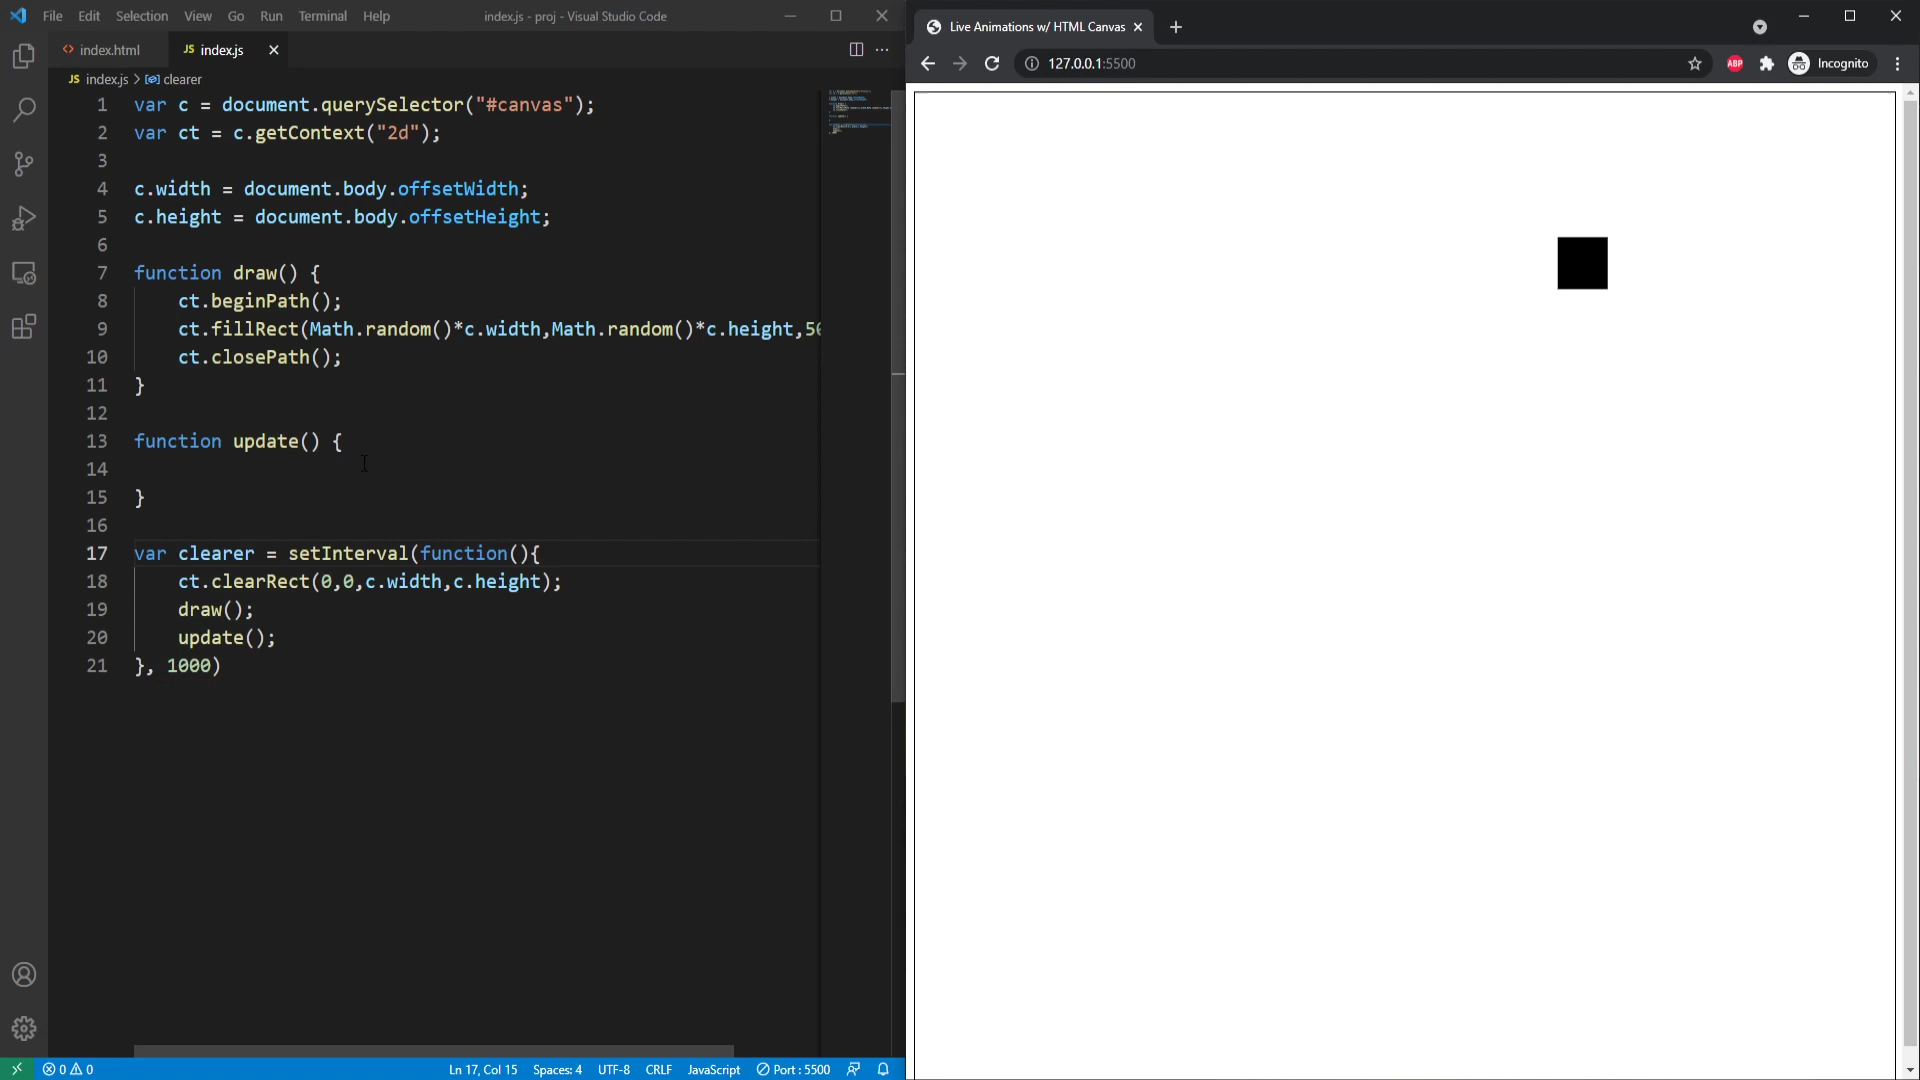 File Edit Selection View Go Run Terminal Help
index.js - proj - Visual Studio Code
index.html
JS index.js
JS index.js > clearer
1 var c = document.querySelector("#canvas");
2 var ct = c.getContext("2d");
3
4 c.width = document.body.offsetWidth;
5 c.height = document.body.offsetHeight;
6
7 function draw() {
8 ct.beginPath();
9 ct.fillRect(Math.random()*c.width,Math.random()*c.height,50
10 ct.closePath();
11 }
12
13 function update() {
14
15 }
16
17 var clearer = setInterval(function(){
18 ct.clearRect(0,0,c.width,c.height);
19 draw();
20 update();
21 }, 1000)
0 0
Ln 17, Col 15 Spaces: 4 UTF-8 CRLF JavaScript Port : 5500
Live Animations w/ HTML Canvas
127.0.0.1:5500
ABP
Incognito